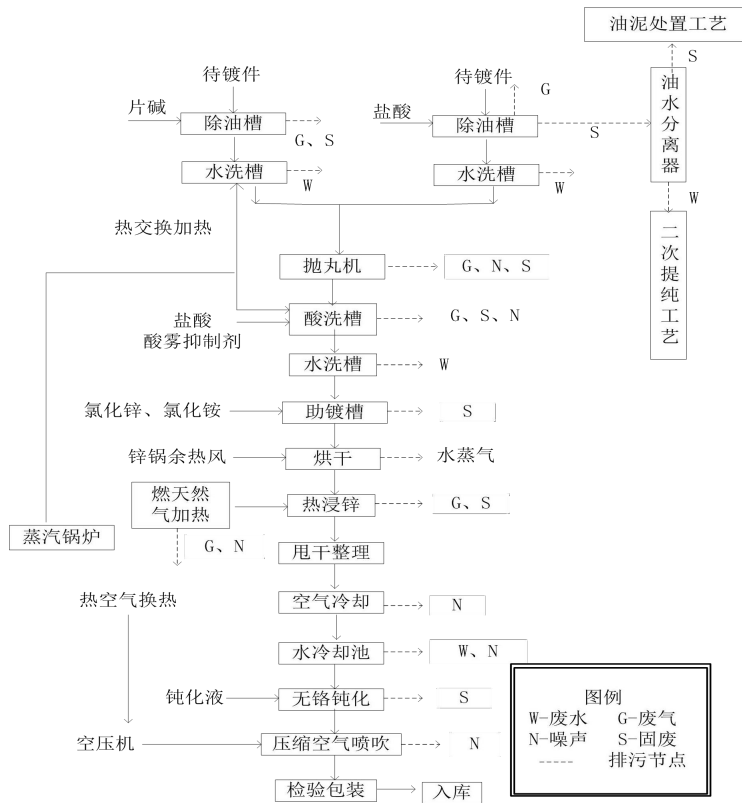 油泥处置工艺
S
待镀件
待镀件
G
片碱
盐酸
除油槽
除油槽
G、S
S
油水分离器
水洗槽
水洗槽
W
W
W
热交换加热
二次提纯工艺
抛丸机
G、N、S
盐酸
酸雾抑制剂
酸洗槽
G、S、N
水洗槽
W
氯化锌、氯化铵
助镀槽
S
锌锅余热风
烘干
水蒸气
燃天然
气加热
热浸锌
G、S
蒸汽锅炉
G、N
甩干整理
热空气换热
空气冷却
N
水冷却池
W、N
钝化液
无铬钝化
S
空压机
压缩空气喷吹
N
检验包装
入库
图例
W-废水 G-废气
N-噪声 S-固废
----- 排污节点